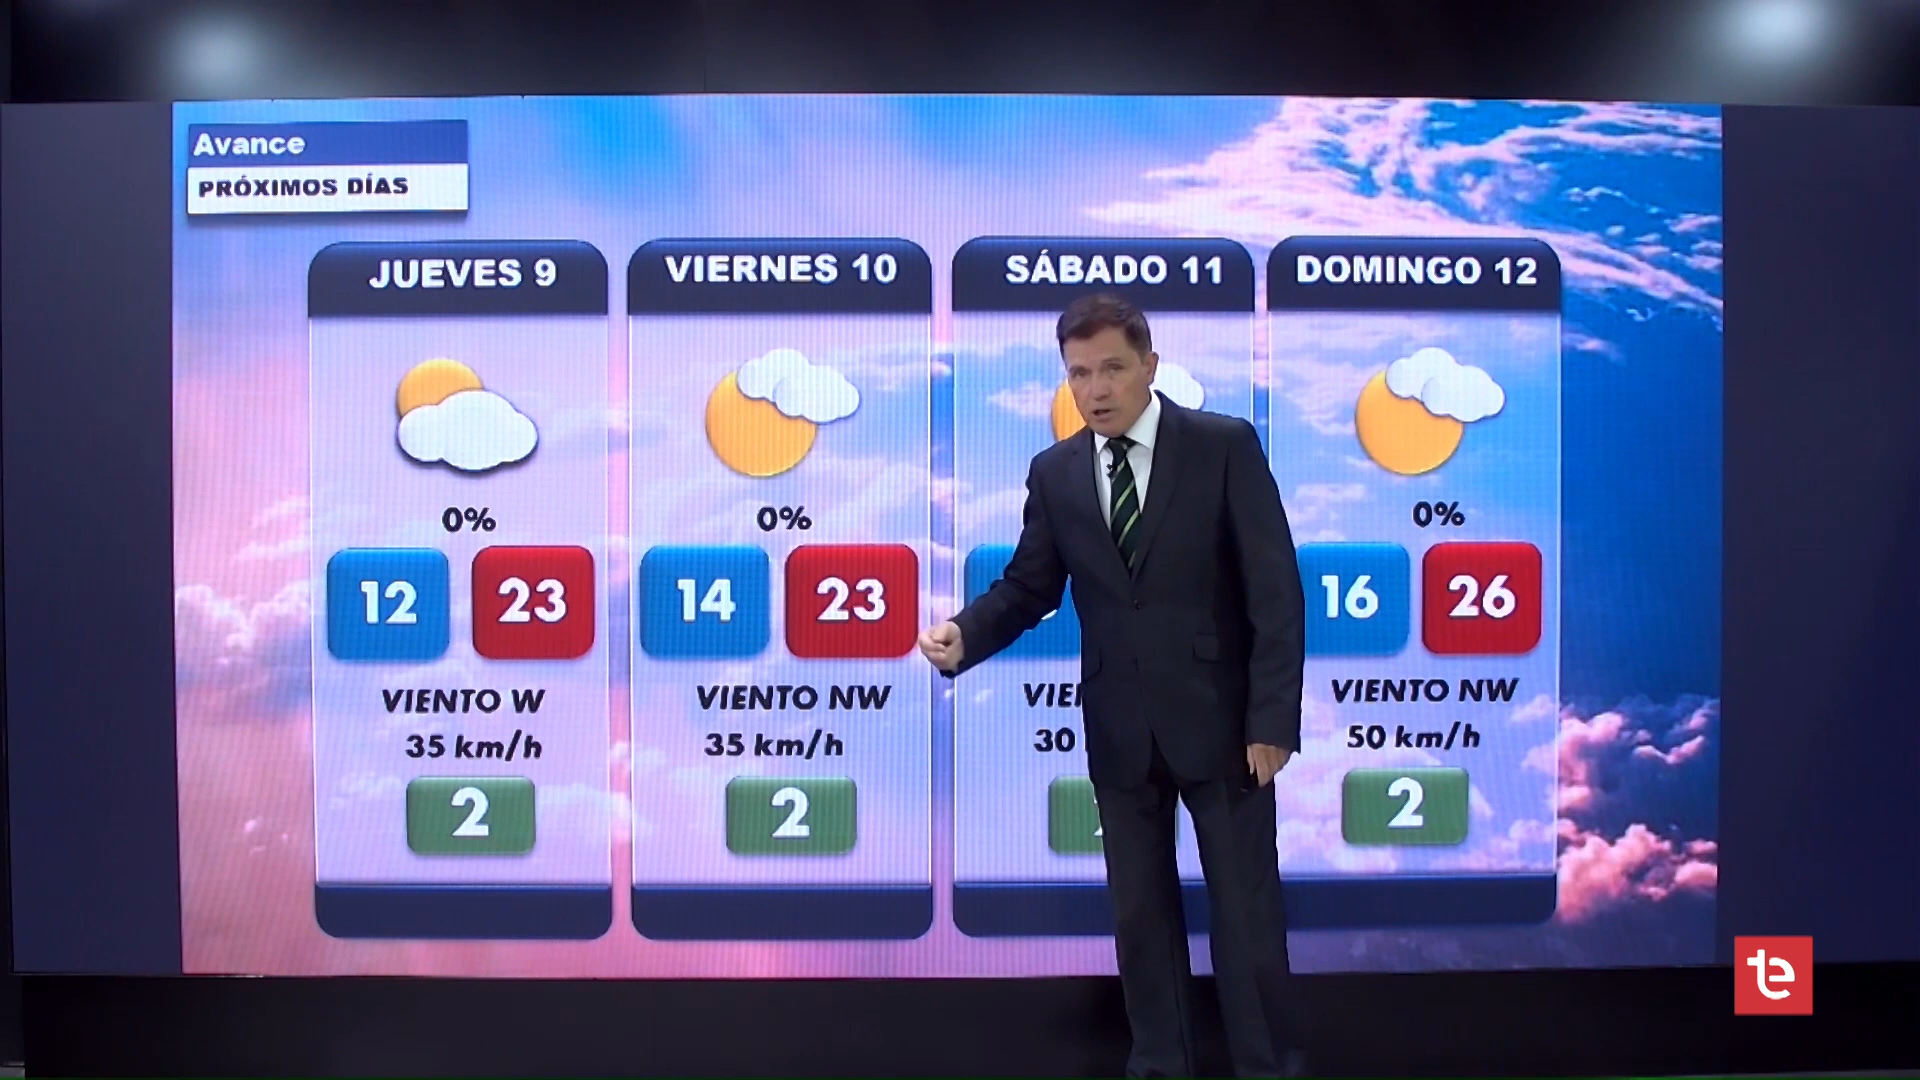 Avance
PRÓXIMOS DÍAS
JUEVES 9
VIERNES 10
SÁBADO 11
DOMINGO 12
0%
0%
0%
12 23
14 23
16 26
VIENTO W
35 km/h
VIENTO NW
35 km/h
30
VIENTO NW
50 km/h
2
2
2
te